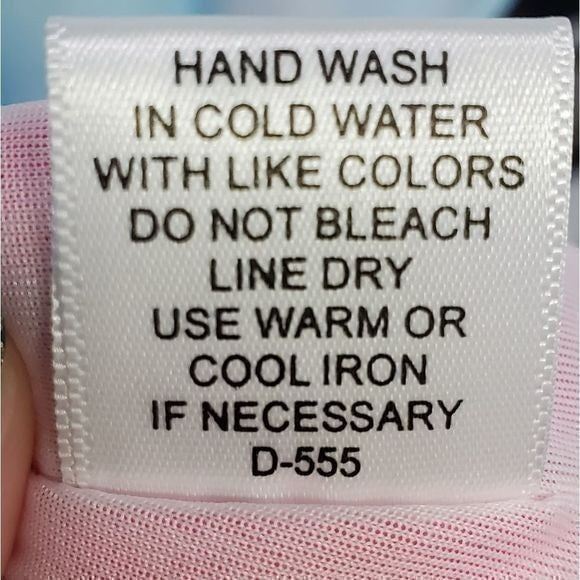 HAND WASH
IN COLD WATER
WITH LIKE COLORS
DO NOT BLEACH
LINE DRY
USE WARM OR
COOL IRON
IF NECESSARY
D-555